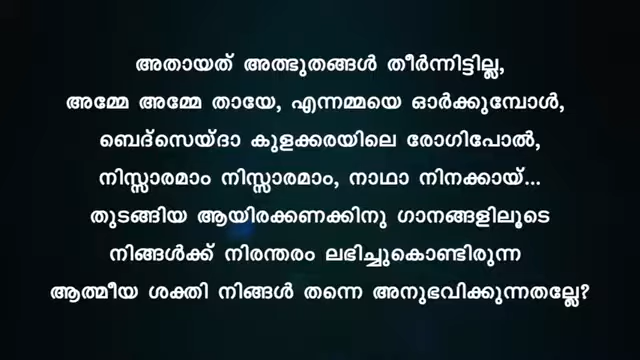 അതായത് അത്ഭുതങ്ങൾ തീർന്നിട്ടില്ല,
അമ്മേ അമ്മേ തായേ, എന്നമ്മയെ ഓർക്കുമ്പോൾ,
ബെദ്സെയ്ദാ കുളക്കരയിലെ രോഗിപോൽ,
നിസ്സാരമാം നിസ്സാരമാം, നാഥാ നിനക്കായ്...
തുടങ്ങിയ ആയിരക്കണക്കിനു ഗാനങ്ങളിലൂടെ
നിങ്ങൾക്ക് നിരന്തരം ലഭിച്ചുകൊണ്ടിരുന്ന
ആത്മീയ ശക്തി നിങ്ങൾ തന്നെ അനുഭവിക്കുന്നതല്ലേ?